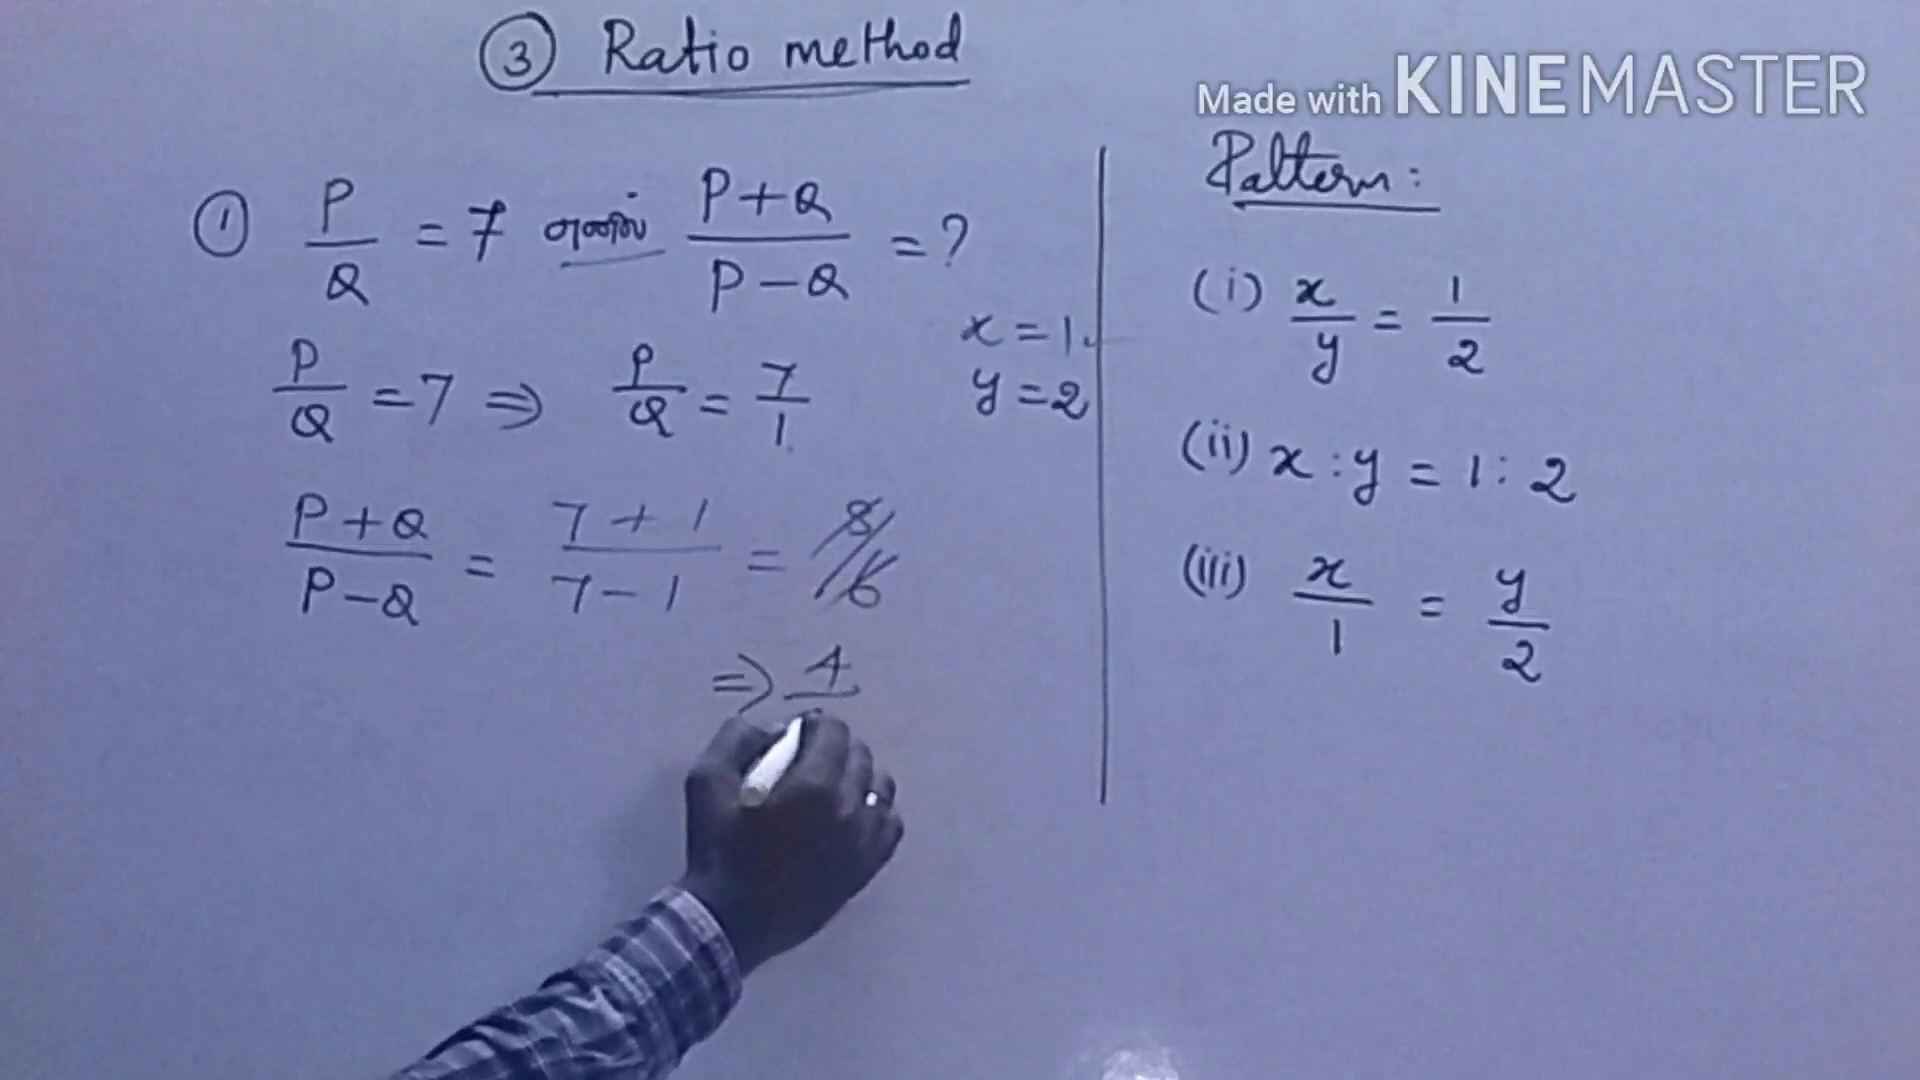 ③ Ratio method
Made with KINEMASTER
① P/Q = 7 எனில் P+Q/P-Q = ?
P/Q = 7 ⇒ P/Q = 7/1
P+Q/P-Q = 7+1/7-1 = 8/6
⇒ 4/
x = 1.
y = 2
Pattern:
(i) x/y = 1/2
(ii) x : y = 1 : 2
(iii) x/1 = y/2